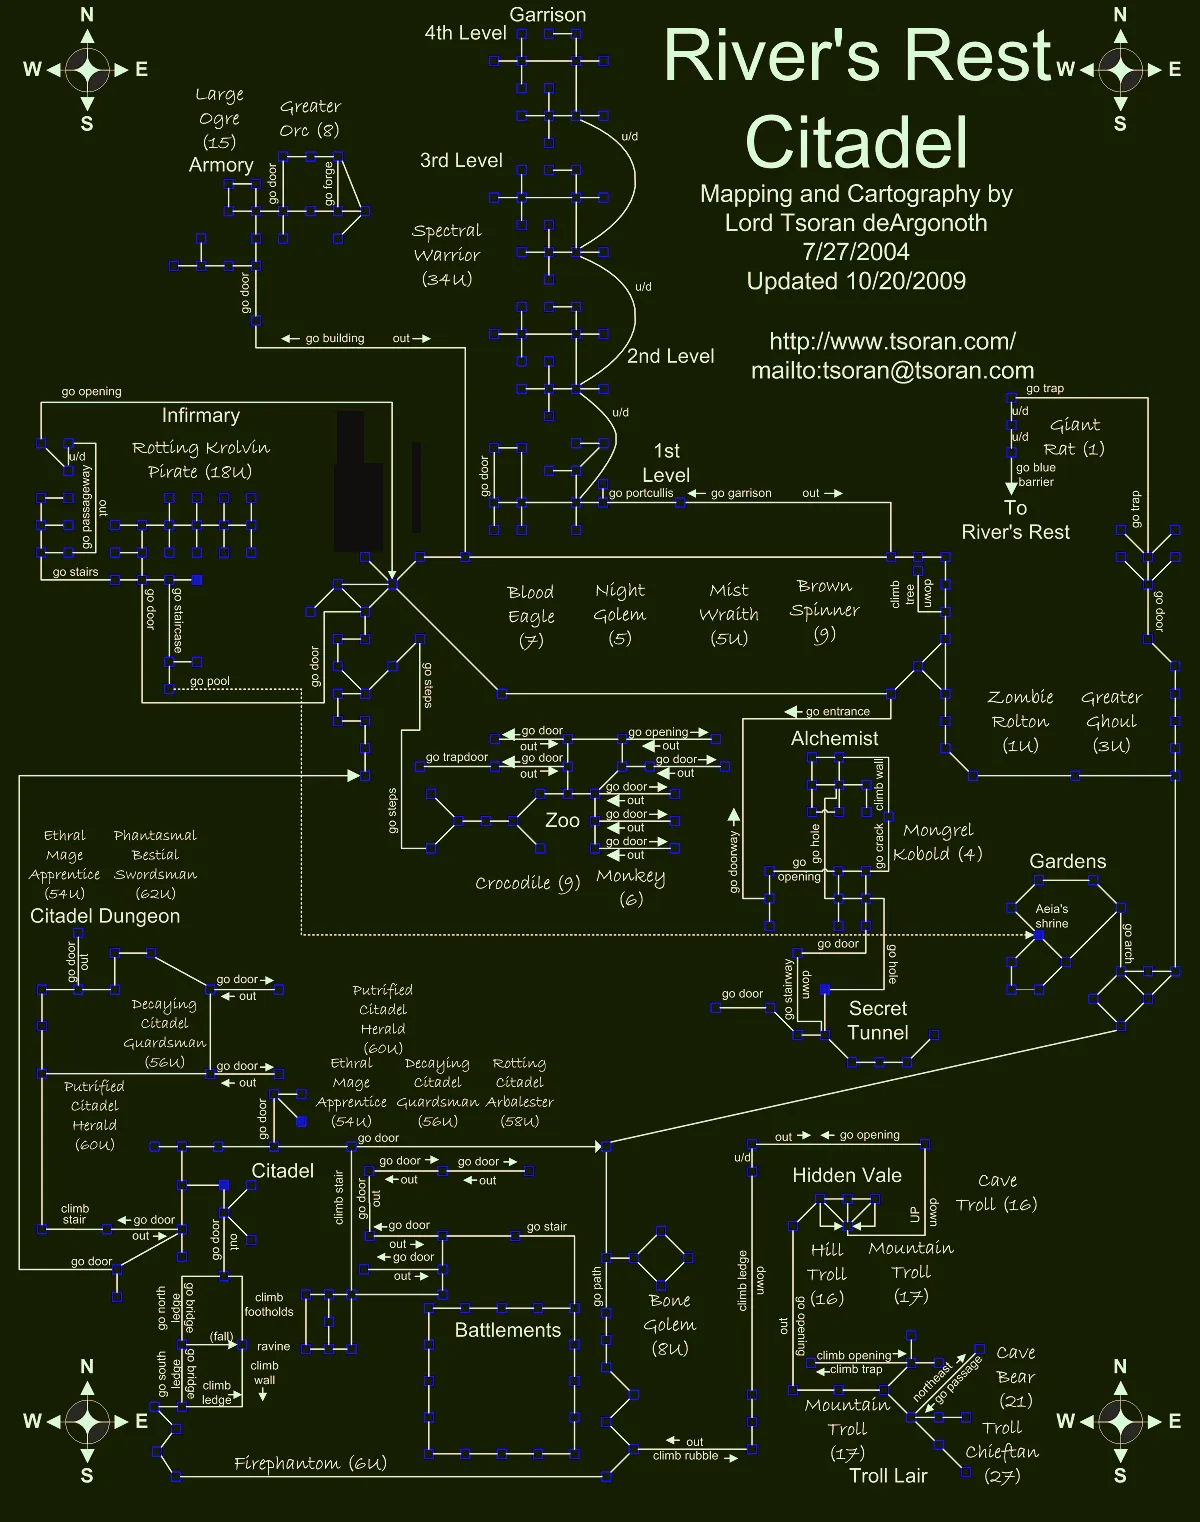 River's Rest
Citadel
Mapping and Cartography by
Lord Tsoran deArgonoth
7/27/2004
Updated 10/20/2009
http://www.tsoran.com/
mailto:tsoran@tsoran.com
N
W E
S
N
W E
S
Garrison
4th Level
u/d
3rd Level
Spectral
Warrior
(34U)
u/d
2nd Level
u/d
1st
Level
go door
go portcullis
go garrison out
Large
Ogre
(15)
Greater
Orc (8)
Armory
go door
go forge
go door
go building out
go opening
Infirmary
Rotting Krolvin
Pirate (18U)
u/d
go passageway
out
go stairs
go door
go staircase
go pool
go door
go steps
go steps
Blood
Eagle
(7)
Night
Golem
(5)
Mist
Wraith
(5U)
Brown
Spinner
(9)
climb
tree
down
go trap
u/d
u/d
Giant
Rat (1)
go blue
barrier
To
River's Rest
go trap
go door
Zombie
Rolton
(1U)
Greater
Ghoul
(3U)
go entrance
go door
out
go opening
out
go trapdoor
go door
out
go door
out
go door
out
go door
out
go door
out
Zoo
Crocodile (9)
Monkey
(6)
Alchemist
climb wall
go hole
go crack
go doorway
go
opening
Mongrel
Kobold (4)
go door
go hole
go stairway
down
go door
Secret
Tunnel
Gardens
Aeia's
shrine
go arch
Ethral
Mage
Apprentice
(54U)
Phantasmal
Bestial
Swordsman
(62U)
Citadel Dungeon
go door
out
go door
out
Decaying
Citadel
Guardsman
(56U)
go door
out
Putrified
Citadel
Herald
(60U)
Putrified
Citadel
Herald
(60U)
Ethral
Mage
Apprentice
(54U)
Decaying
Citadel
Guardsman
(56U)
Rotting
Citadel
Arbalester
(58U)
go door
go door
Citadel
climb stair
go door
out
go door
out
go door
out
go door
out
go stair
go door
out
climb
stair
go door
out
go door
go door
out
go north
ledge
go bridge
climb
footholds
(fall)
ravine
go south
ledge
go bridge
climb
ledge
climb
wall
Battlements
Firephantom (6U)
go path
Bone
Golem
(8U)
out
climb rubble
climb ledge
down
u/d
out go opening
Hidden Vale
UP
down
Cave
Troll (16)
Hill
Troll
(16)
Mountain
Troll
(17)
out
go opening
climb opening
climb trap
northeast
go passage
Cave
Bear
(21)
Mountain
Troll
(17)
Troll
Chieftan
(27)
Troll Lair
N
W E
S
N
W E
S